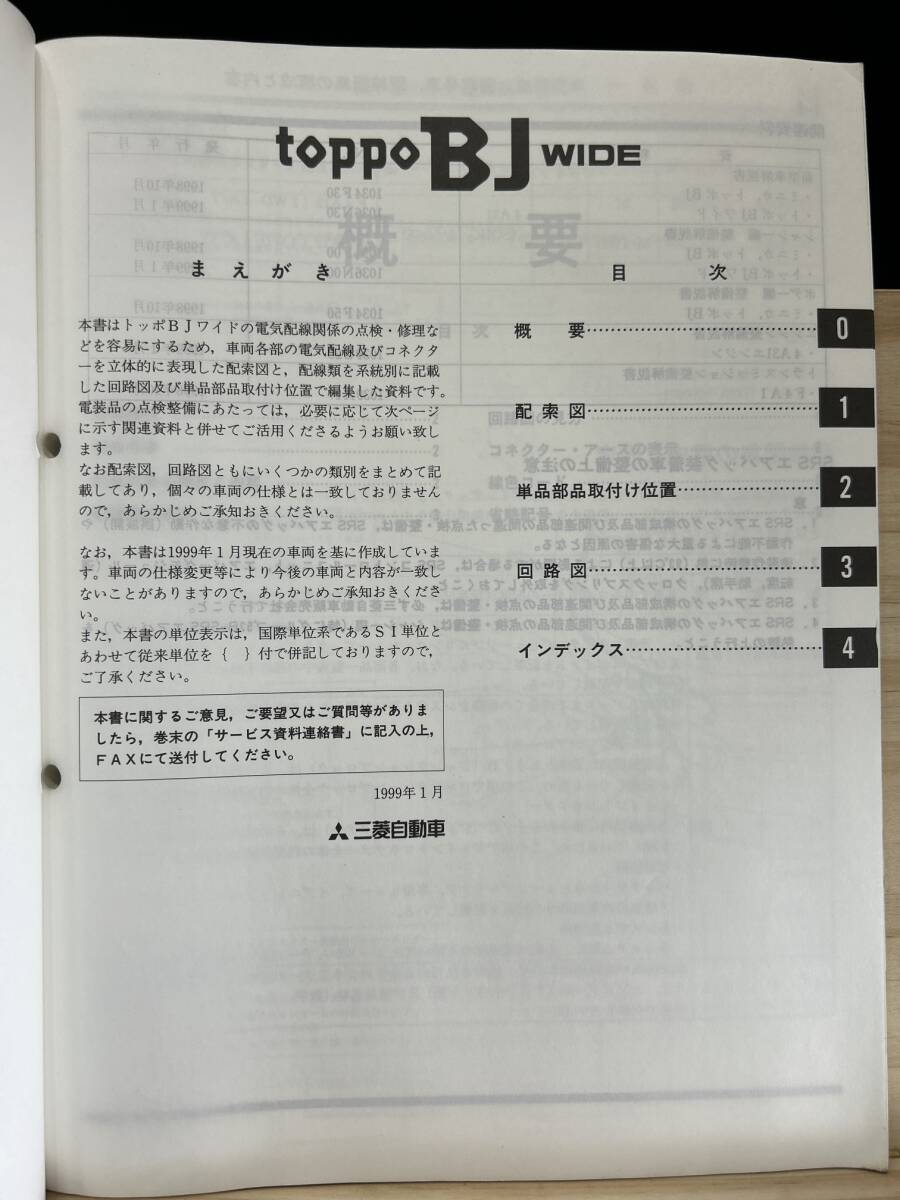 toppo BJ WIDE
まえがき
本書はトッポBJワイドの電気配線関係の点検・修理な
どを容易にするため，車両各部の電気配線及びコネクタ
ーを立体的に表現した配索図と，配線類を系統別に記載
した回路図及び単品部品取付け位置で編集した資料です。
電装品の点検整備にあたっては，必要に応じて次ページ
に示す関連資料と併せてご活用くださるようお願い致し
ます。
なお配索図，回路図ともにいくつかの類別をまとめて記
載してあり，個々の車両の仕様とは一致しておりません
ので，あらかじめご承知おきください。
なお，本書は1999年1月現在の車両を基に作成していま
す。車両の仕様変更等により今後の車両と内容が一致し
ないことがありますので，あらかじめご承知おきくださ
い。
また，本書の単位表示は，国際単位系であるSI単位と
あわせて従来単位を｛　｝付で併記しておりますので，
ご了承ください。
本書に関するご意見，ご要望又はご質問等がありま
したら，巻末の「サービス資料連絡書」に記入の上，
FAXにて送付してください。
1999年1月
三菱自動車
目次
概要 0
配索図 1
単品部品取付け位置 2
回路図 3
インデックス 4